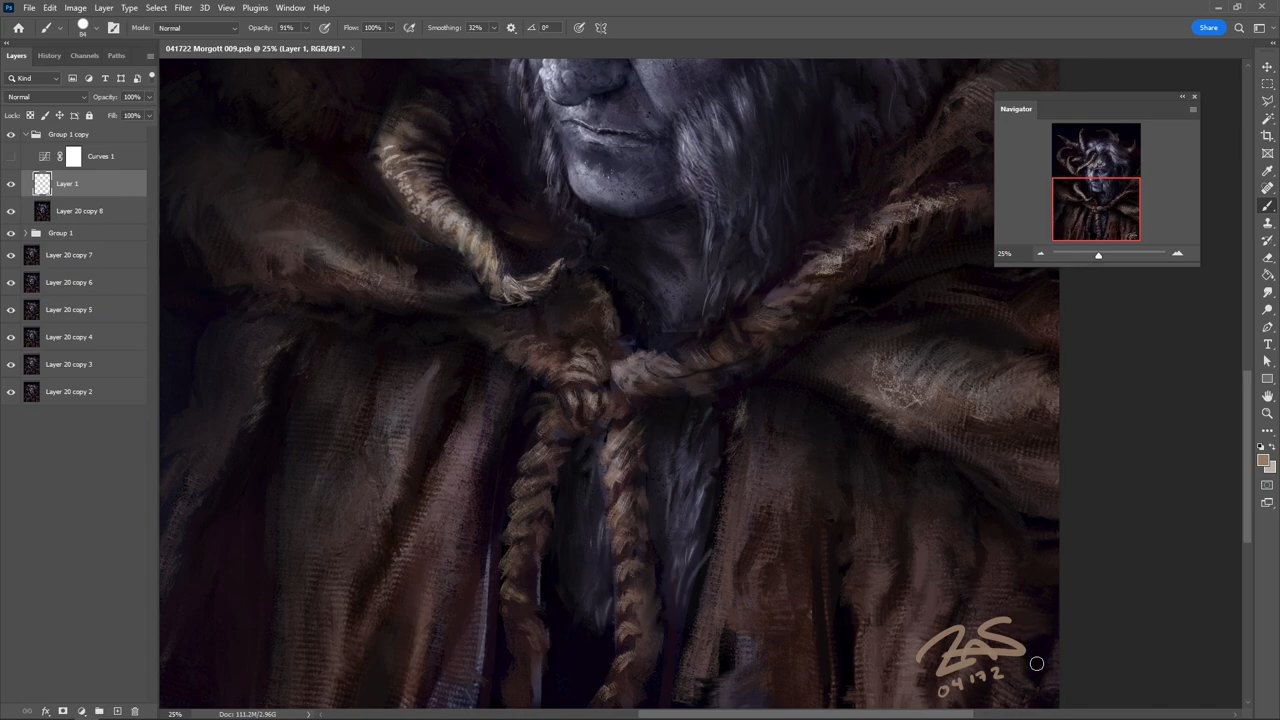 File Edit Image Layer Type Select Filter 3D View Plugins Window Help
84 Mode: Normal Opacity: 91% Flow: 100% Smoothing: 32% 0° Share
Layers History Channels Paths
041722 Morgott 009.psb @ 25% (Layer 1, RGB/8#) *
Kind
Normal Opacity: 100%
Lock: Fill: 100%
Group 1 copy
Curves 1
Layer 1
Layer 20 copy 8
Group 1
Layer 20 copy 7
Layer 20 copy 6
Layer 20 copy 5
Layer 20 copy 4
Layer 20 copy 3
Layer 20 copy 2
Navigator
25%
ZAS
04172
25% Doc: 111.2M/2.96G